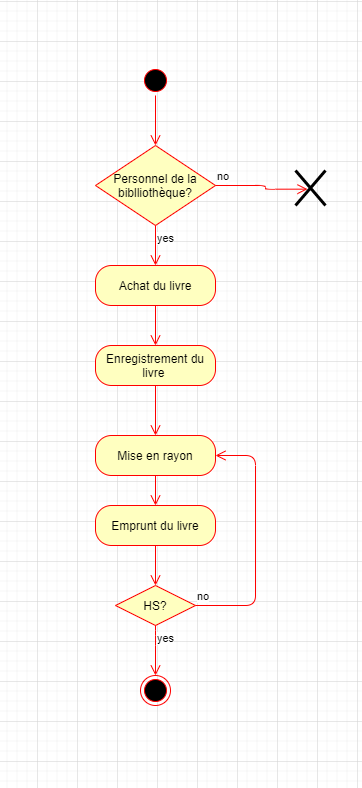 Personnel de la
biblliothèque?
no
yes
Achat du livre
Enregistrement du
livre
Mise en rayon
Emprunt du livre
HS?
no
yes